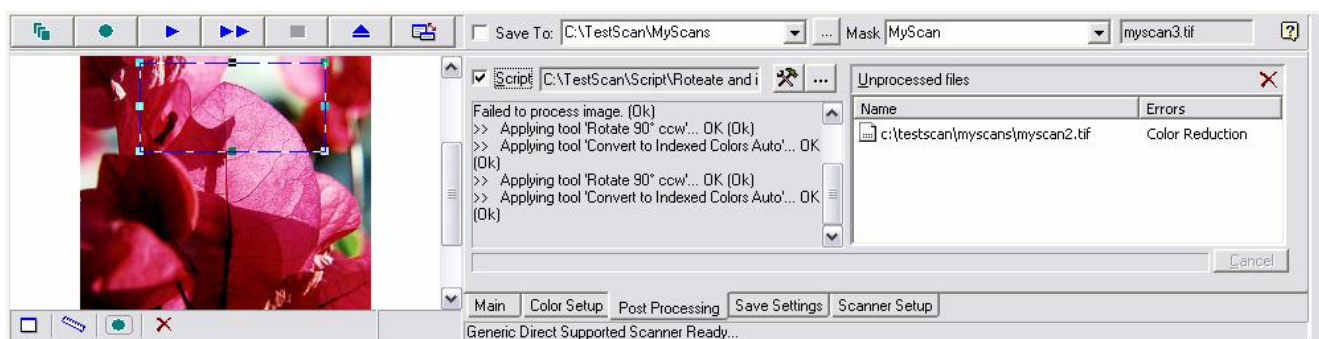 Save To: C:\TestScan\MyScans ... Mask MyScan myscan3.tif
Script C:\TestScan\Script\Roteate and i ...
Unprocessed files
Failed to process image. (Ok)
>> Applying tool 'Rotate 90° ccw'... OK (Ok)
>> Applying tool 'Convert to Indexed Colors Auto'... OK
(Ok)
>> Applying tool 'Rotate 90° ccw'... OK (Ok)
>> Applying tool 'Convert to Indexed Colors Auto'... OK
(Ok)
Name Errors
c:\testscan\myscans\myscan2.tif Color Reduction
Cancel
Main Color Setup Post Processing Save Settings Scanner Setup
Generic Direct Supported Scanner Ready...